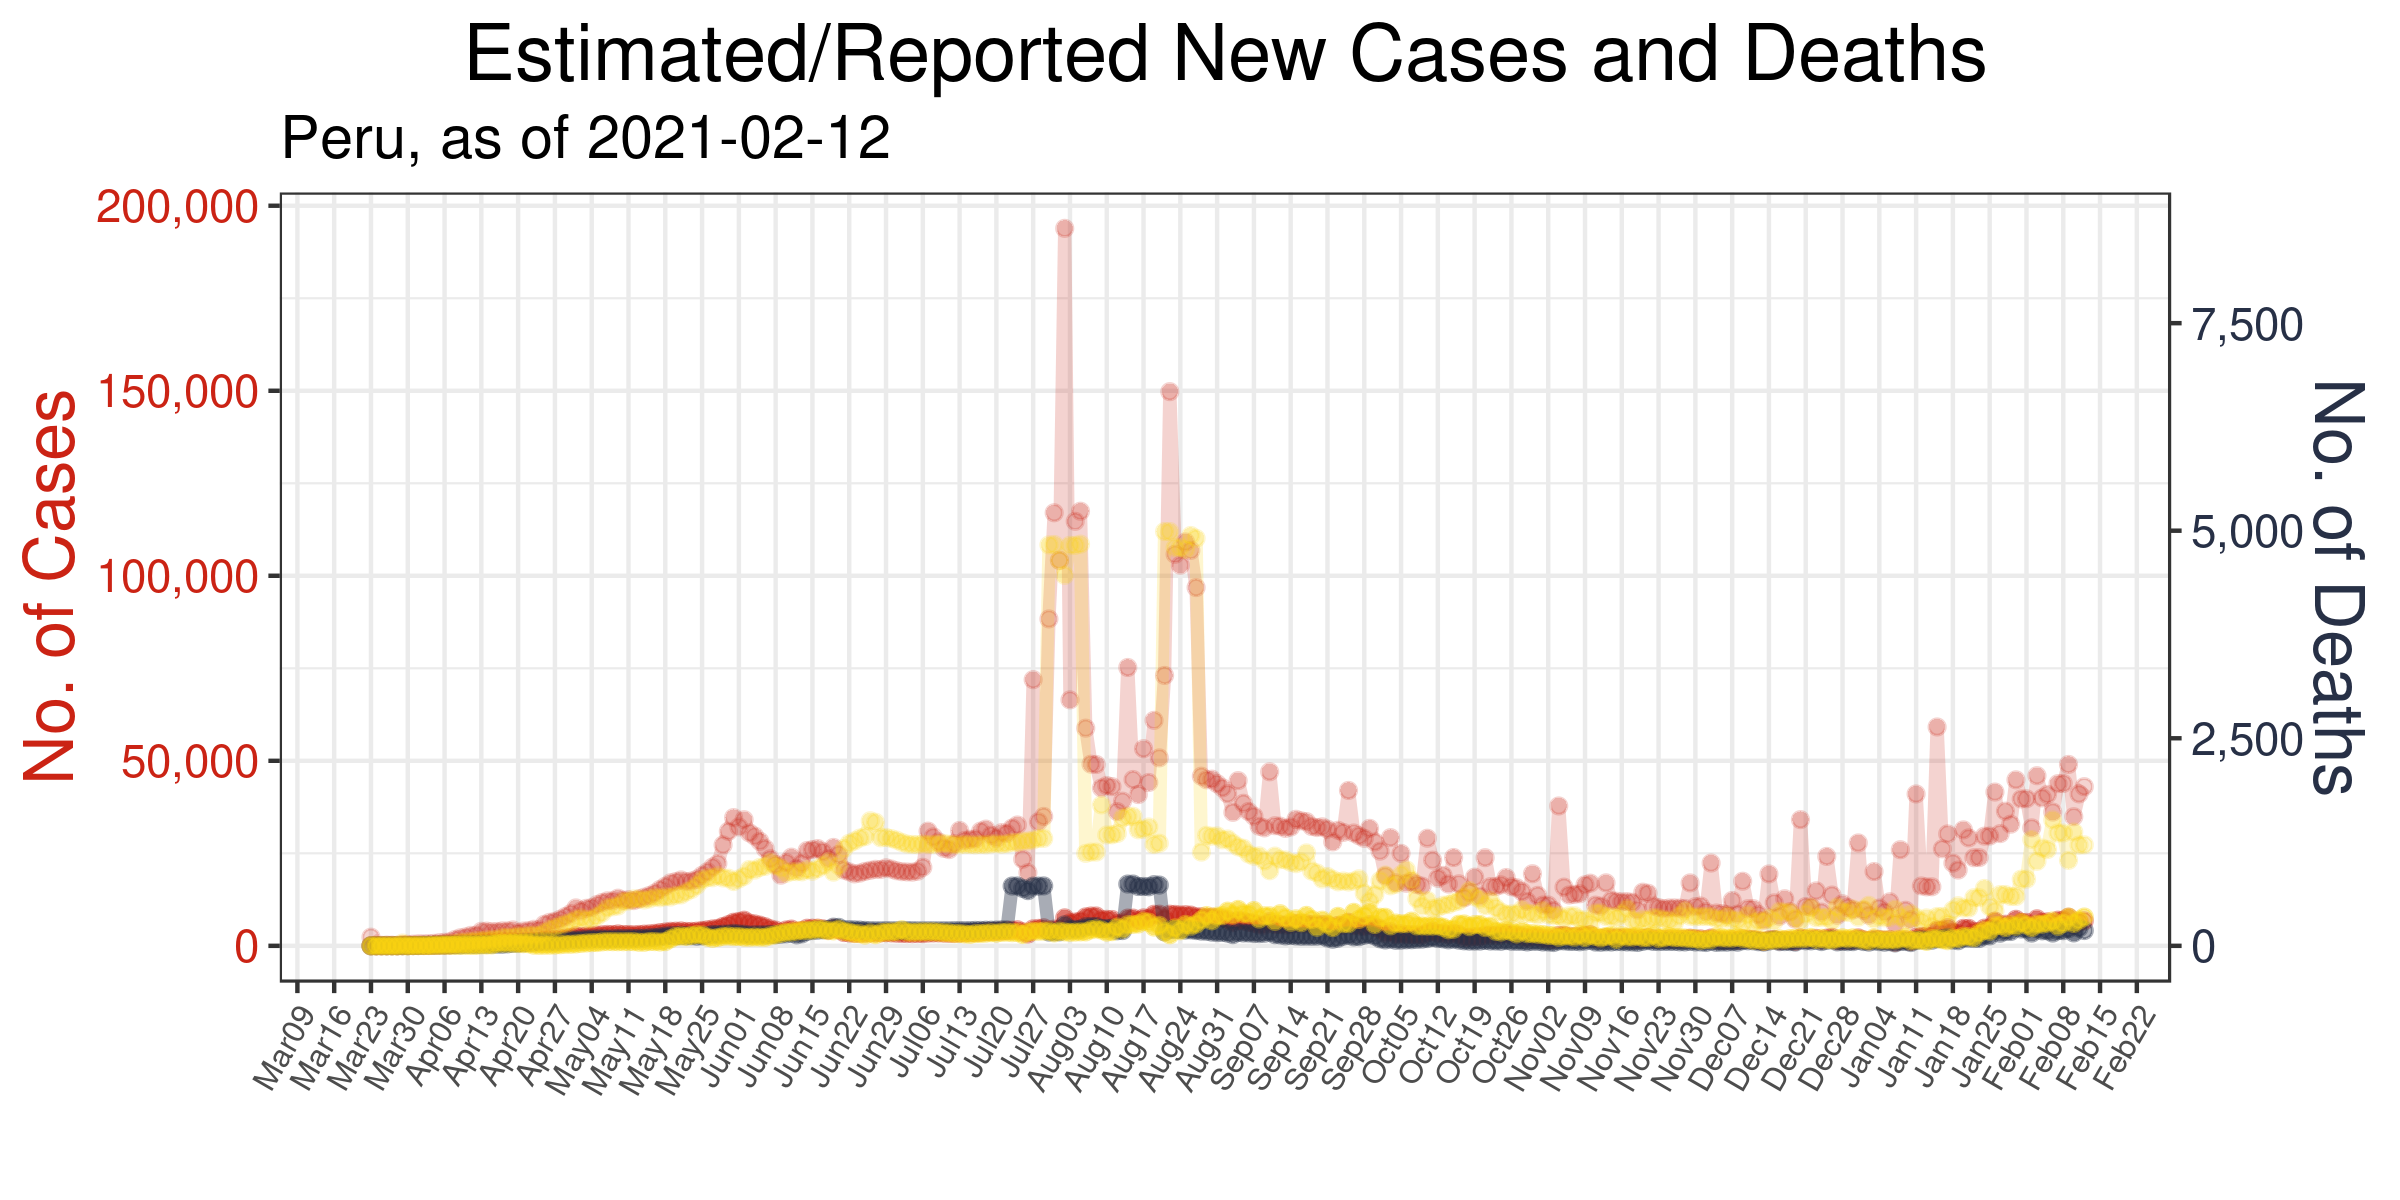 Estimated/Reported New Cases and Deaths
Peru, as of 2021-02-12
No. of Cases
200,000
150,000
100,000
50,000
0
7,500
5,000
2,500
0
No. of Deaths
Mar09
Mar16
Mar23
Mar30
Apr06
Apr13
Apr20
Apr27
May04
May11
May18
May25
Jun01
Jun08
Jun15
Jun22
Jun29
Jul06
Jul13
Jul20
Jul27
Aug03
Aug10
Aug17
Aug24
Aug31
Sep07
Sep14
Sep21
Sep28
Oct05
Oct12
Oct19
Oct26
Nov02
Nov09
Nov16
Nov23
Nov30
Dec07
Dec14
Dec21
Dec28
Jan04
Jan11
Jan18
Jan25
Feb01
Feb08
Feb15
Feb22